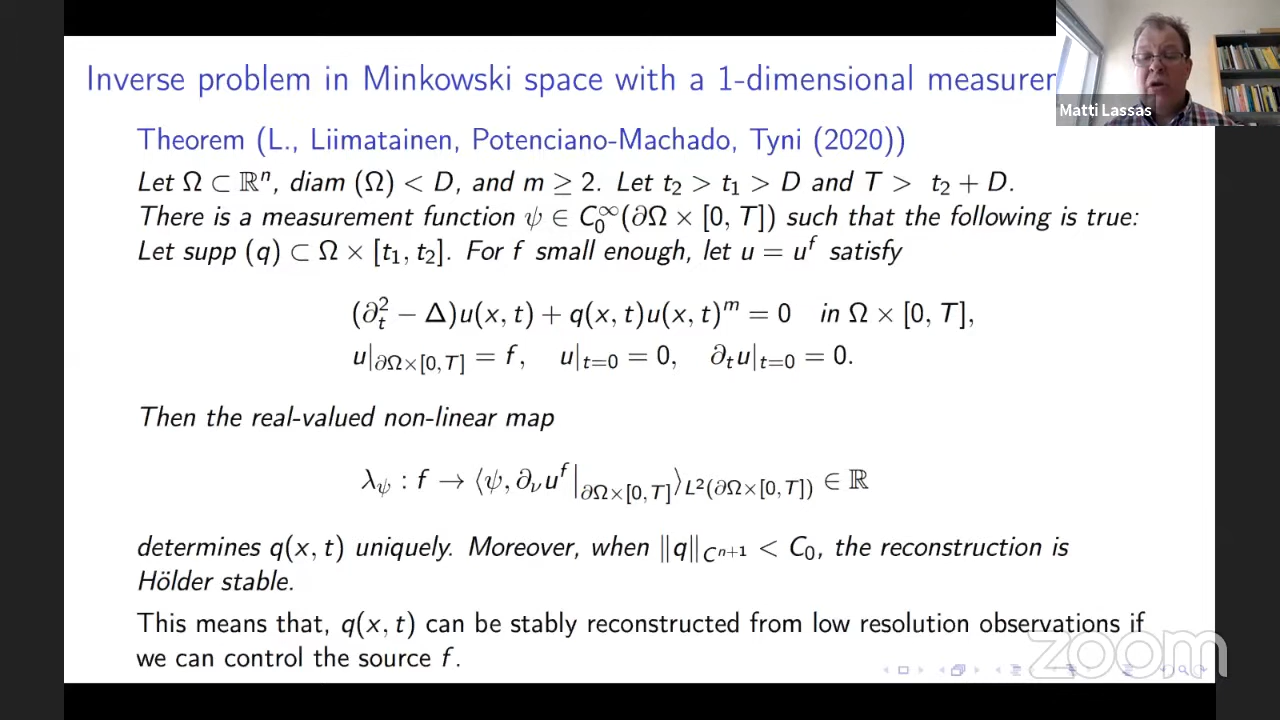 Inverse problem in Minkowski space with a 1-dimensional
Matti Lassas
Theorem (L., Liimatainen, Potenciano-Machado, Tyni (2020))
Let Ω ⊂ ℝⁿ, diam (Ω) < D, and m ≥ 2. Let t₂ > t₁ > D and T > t₂ + D.
There is a measurement function ψ ∈ C₀^∞(∂Ω × [0, T]) such that the following is true:
Let supp (q) ⊂ Ω × [t₁, t₂]. For f small enough, let u = u^f satisfy
(∂ₜ² − Δ)u(x, t) + q(x, t)u(x, t)^m = 0 in Ω × [0, T],
u|_{∂Ω×[0,T]} = f, u|_{t=0} = 0, ∂ₜu|_{t=0} = 0.
Then the real-valued non-linear map
λ_ψ : f → ⟨ψ, ∂_ν u^f|_{∂Ω×[0,T]}⟩_{L²(∂Ω×[0,T])} ∈ ℝ
determines q(x, t) uniquely. Moreover, when ‖q‖_{C^{n+1}} < C₀, the reconstruction is
Hölder stable.
This means that, q(x, t) can be stably reconstructed from low resolution observations if
we can control the source f.
zoom